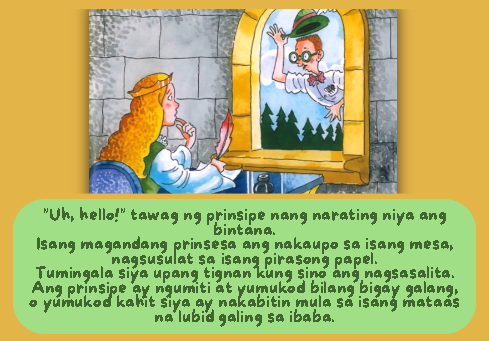 "Uh, hello!" tawag ng prinsipe nang narating niya ang
bintana.
Isang magandang prinsesa ang nakaupo sa isang mesa,
nagsusulat sa isang pirasong papel.
Tumingala siya upang tignan kung sino ang nagsasalita.
Ang prinsipe ay ngumiti at yumukod bilang bigay galang,
o yumukod kahit siya ay nakabitin mula sa isang mataas
na lubid galing sa ibaba.